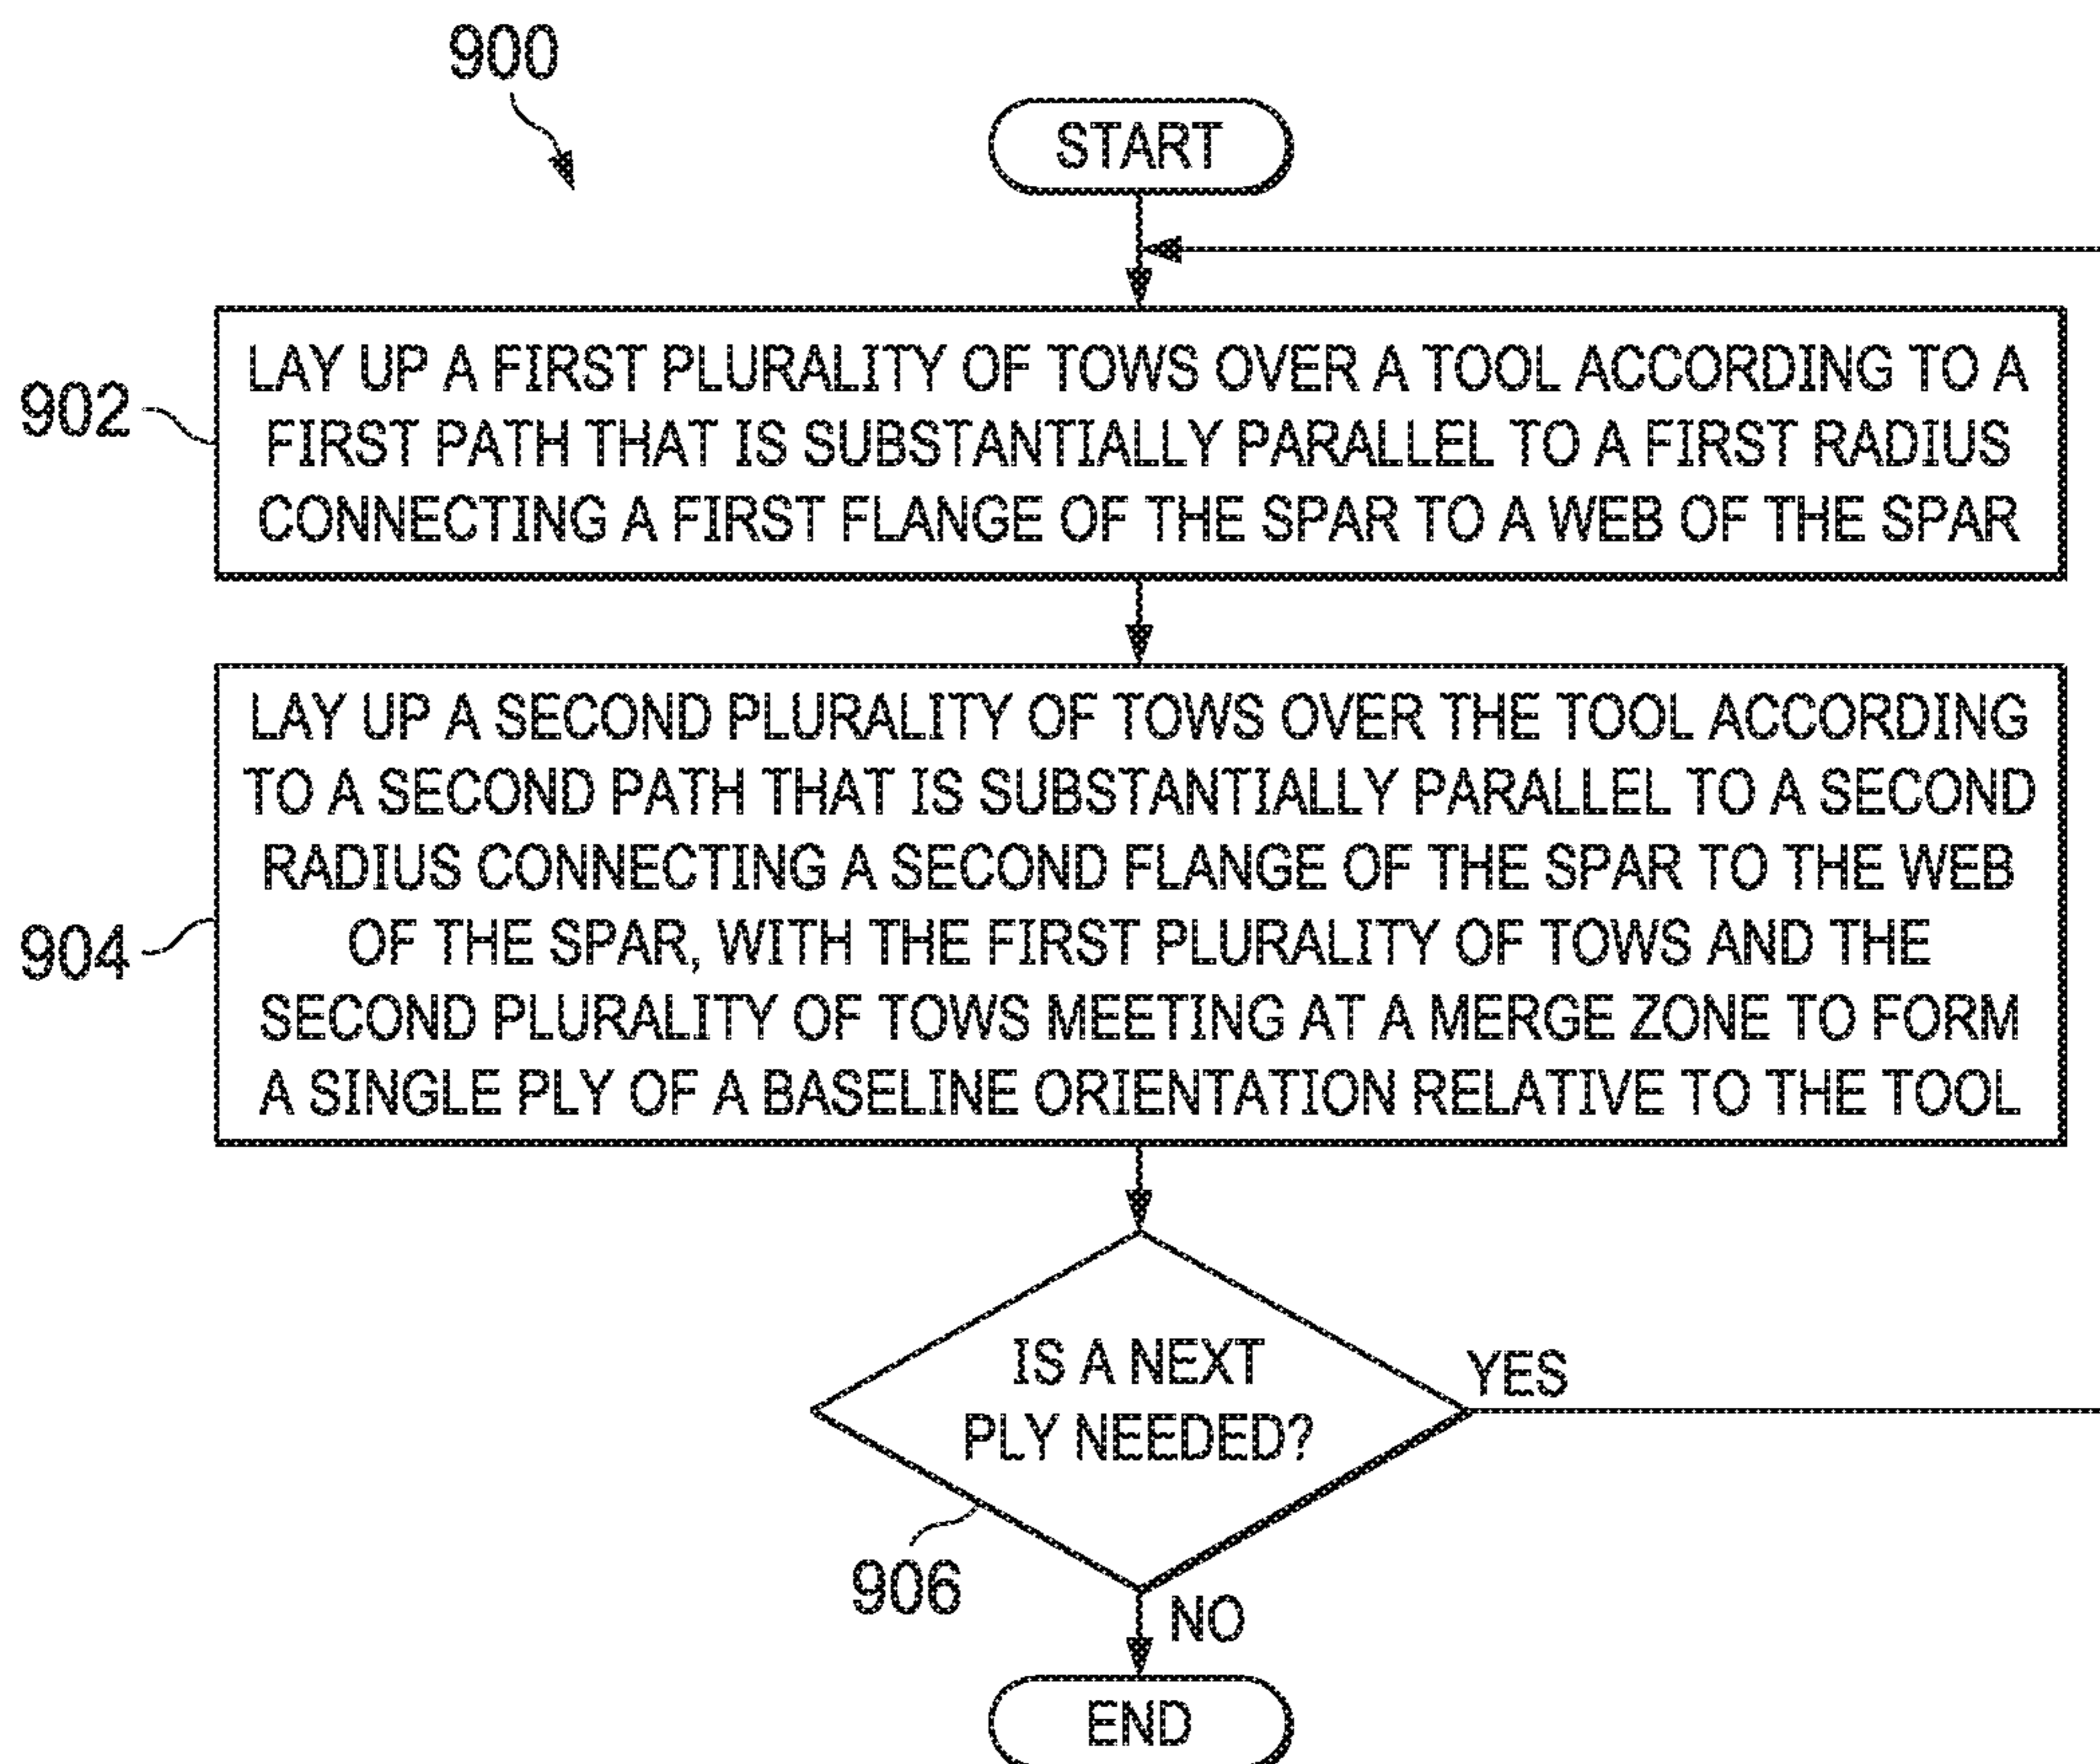 900
START
902
LAY UP A FIRST PLURALITY OF TOWS OVER A TOOL ACCORDING TO A
FIRST PATH THAT IS SUBSTANTIALLY PARALLEL TO A FIRST RADIUS
CONNECTING A FIRST FLANGE OF THE SPAR TO A WEB OF THE SPAR
904
LAY UP A SECOND PLURALITY OF TOWS OVER THE TOOL ACCORDING
TO A SECOND PATH THAT IS SUBSTANTIALLY PARALLEL TO A SECOND
RADIUS CONNECTING A SECOND FLANGE OF THE SPAR TO THE WEB
OF THE SPAR, WITH THE FIRST PLURALITY OF TOWS AND THE
SECOND PLURALITY OF TOWS MEETING AT A MERGE ZONE TO FORM
A SINGLE PLY OF A BASELINE ORIENTATION RELATIVE TO THE TOOL
IS A NEXT
PLY NEEDED?
YES
906
NO
END